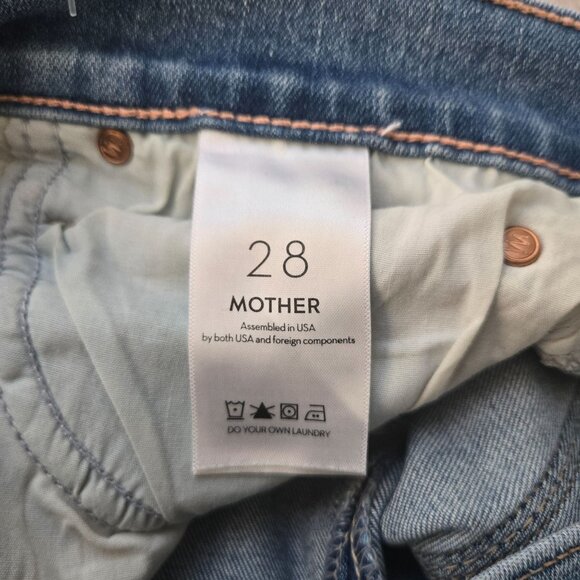 28
MOTHER
Assembled in USA
by both USA and foreign components
DO YOUR OWN LAUNDRY